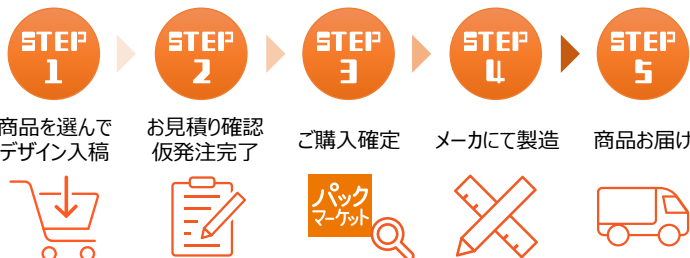 STEP
1
STEP
2
STEP
3
STEP
4
STEP
5
商品を選んで
デザイン入稿
お見積り確認
仮発注完了
ご購入確定
メーカにて製造
商品お届け
パック
マーケット